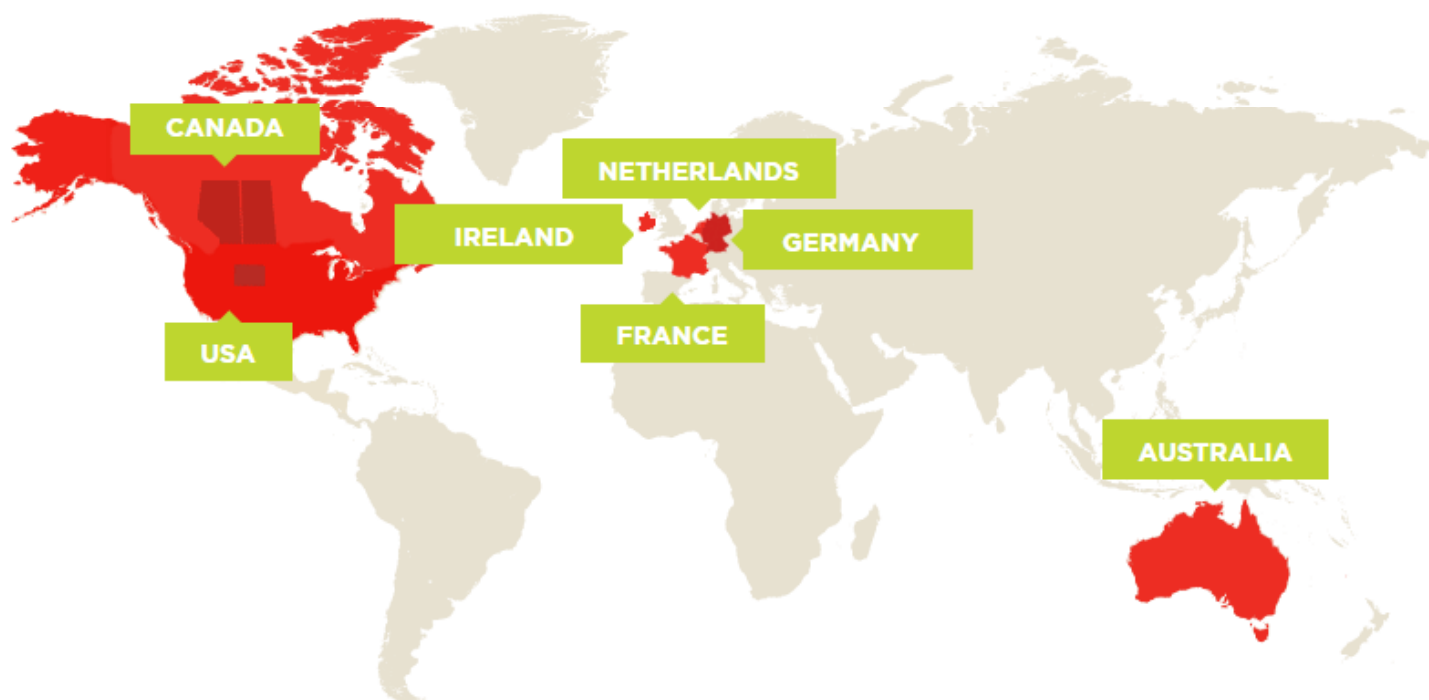 CANADA
NETHERLANDS
IRELAND
GERMANY
USA
FRANCE
AUSTRALIA